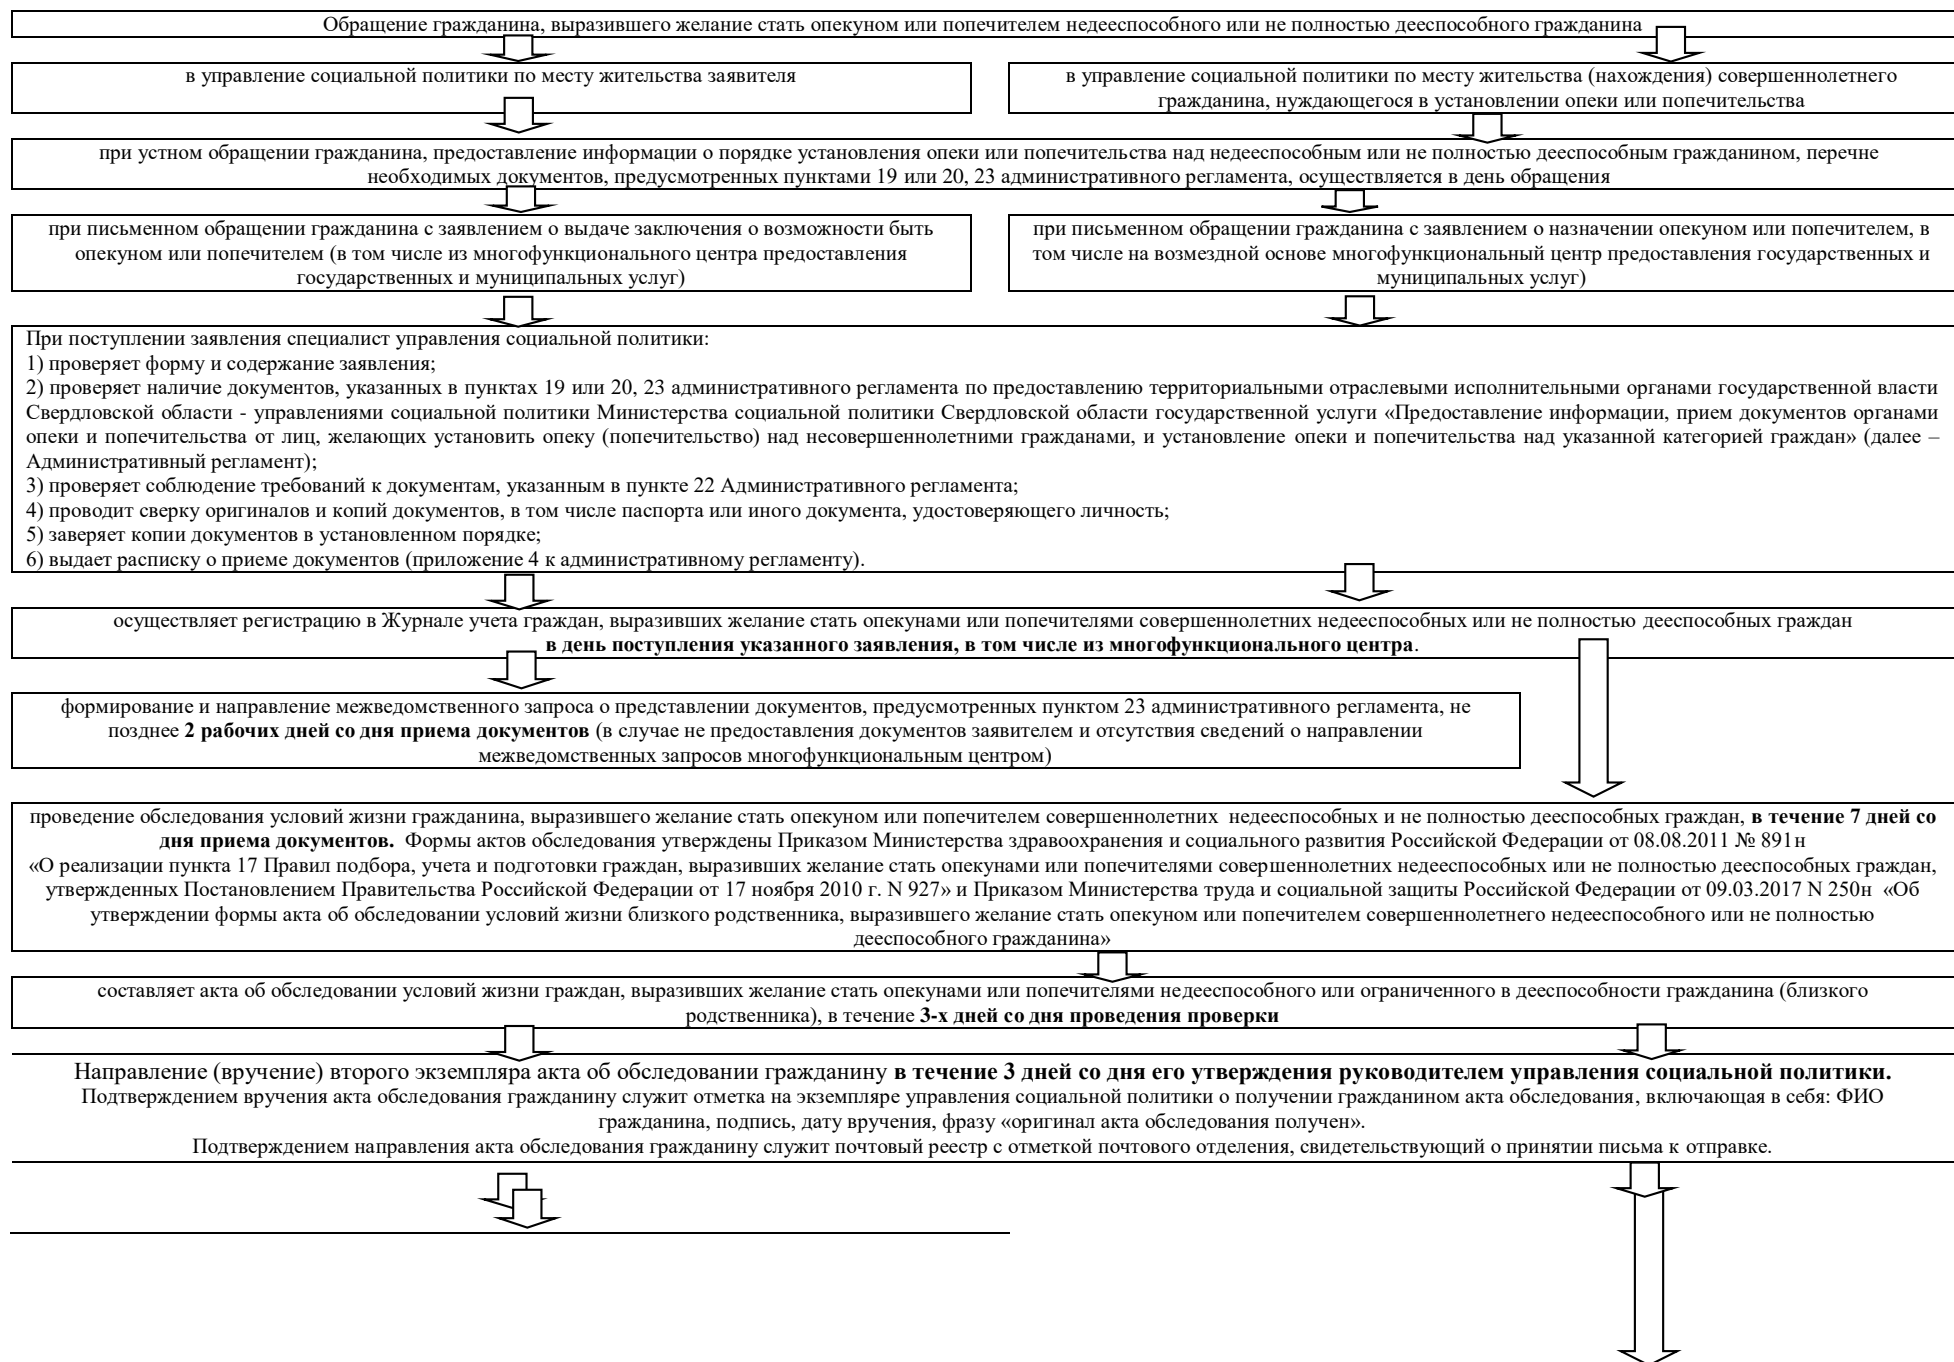 Обращение гражданина, выразившего желание стать опекуном или попечителем недееспособного или не полностью дееспособного гражданина
в управление социальной политики по месту жительства заявителя
в управление социальной политики по месту жительства (нахождения) совершеннолетнего
гражданина, нуждающегося в установлении опеки или попечительства
при устном обращении гражданина, предоставление информации о порядке установления опеки или попечительства над недееспособным или не полностью дееспособным гражданином, перечне
необходимых документов, предусмотренных пунктами 19 или 20, 23 административного регламента, осуществляется в день обращения
при письменном обращении гражданина с заявлением о выдаче заключения о возможности быть
опекуном или попечителем (в том числе из многофункционального центра предоставления
государственных и муниципальных услуг)
при письменном обращении гражданина с заявлением о назначении опекуном или попечителем, в
том числе на возмездной основе многофункциональный центр предоставления государственных и
муниципальных услуг)
При поступлении заявления специалист управления социальной политики:
1) проверяет форму и содержание заявления;
2) проверяет наличие документов, указанных в пунктах 19 или 20, 23 административного регламента по предоставлению территориальными отраслевыми исполнительными органами государственной власти
Свердловской области - управлениями социальной политики Министерства социальной политики Свердловской области государственной услуги «Предоставление информации, прием документов органами
опеки и попечительства от лиц, желающих установить опеку (попечительство) над несовершеннолетними гражданами, и установление опеки и попечительства над указанной категорией граждан» (далее –
Административный регламент);
3) проверяет соблюдение требований к документам, указанным в пункте 22 Административного регламента;
4) проводит сверку оригиналов и копий документов, в том числе паспорта или иного документа, удостоверяющего личность;
5) заверяет копии документов в установленном порядке;
6) выдает расписку о приеме документов (приложение 4 к административному регламенту).
осуществляет регистрацию в Журнале учета граждан, выразивших желание стать опекунами или попечителями совершеннолетних недееспособных или не полностью дееспособных граждан
в день поступления указанного заявления, в том числе из многофункционального центра.
формирование и направление межведомственного запроса о представлении документов, предусмотренных пунктом 23 административного регламента, не
позднее 2 рабочих дней со дня приема документов (в случае не предоставления документов заявителем и отсутствия сведений о направлении
межведомственных запросов многофункциональным центром)
проведение обследования условий жизни гражданина, выразившего желание стать опекуном или попечителем совершеннолетних недееспособных и не полностью дееспособных граждан, в течение 7 дней со
дня приема документов. Формы актов обследования утверждены Приказом Министерства здравоохранения и социального развития Российской Федерации от 08.08.2011 № 891н
«О реализации пункта 17 Правил подбора, учета и подготовки граждан, выразивших желание стать опекунами или попечителями совершеннолетних недееспособных или не полностью дееспособных граждан,
утвержденных Постановлением Правительства Российской Федерации от 17 ноября 2010 г. N 927» и Приказом Министерства труда и социальной защиты Российской Федерации от 09.03.2017 N 250н «Об
утверждении формы акта об обследовании условий жизни близкого родственника, выразившего желание стать опекуном или попечителем совершеннолетнего недееспособного или не полностью
дееспособного гражданина»
составляет акта об обследовании условий жизни граждан, выразивших желание стать опекунами или попечителями недееспособного или ограниченного в дееспособности гражданина (близкого
родственника), в течение 3-х дней со дня проведения проверки
Направление (вручение) второго экземпляра акта об обследовании гражданину в течение 3 дней со дня его утверждения руководителем управления социальной политики.
Подтверждением вручения акта обследования гражданину служит отметка на экземпляре управления социальной политики о получении гражданином акта обследования, включающая в себя: ФИО
гражданина, подпись, дату вручения, фразу «оригинал акта обследования получен».
Подтверждением направления акта обследования гражданину служит почтовый реестр с отметкой почтового отделения, свидетельствующий о принятии письма к отправке.